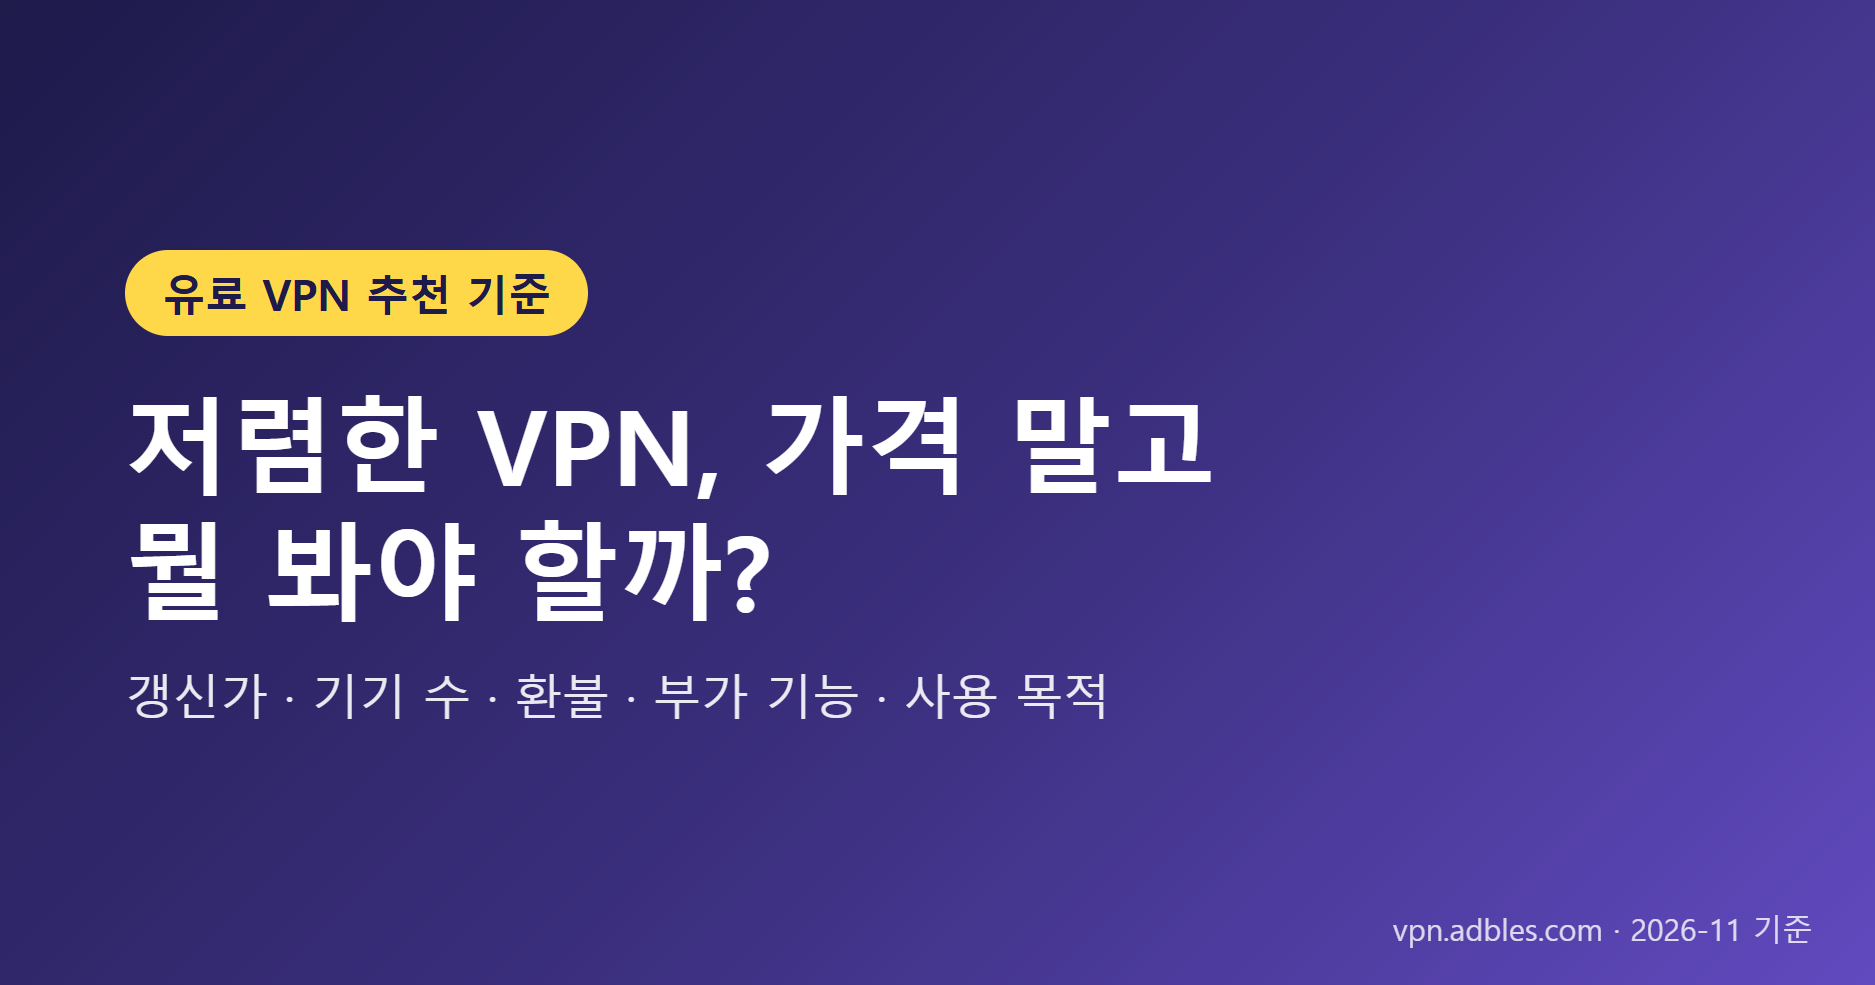 유료 VPN 추천 기준
저렴한 VPN, 가격 말고
뭘 봐야 할까?
갱신가 · 기기 수 · 환불 · 부가 기능 · 사용 목적
vpn.adbles.com · 2026-11 기준